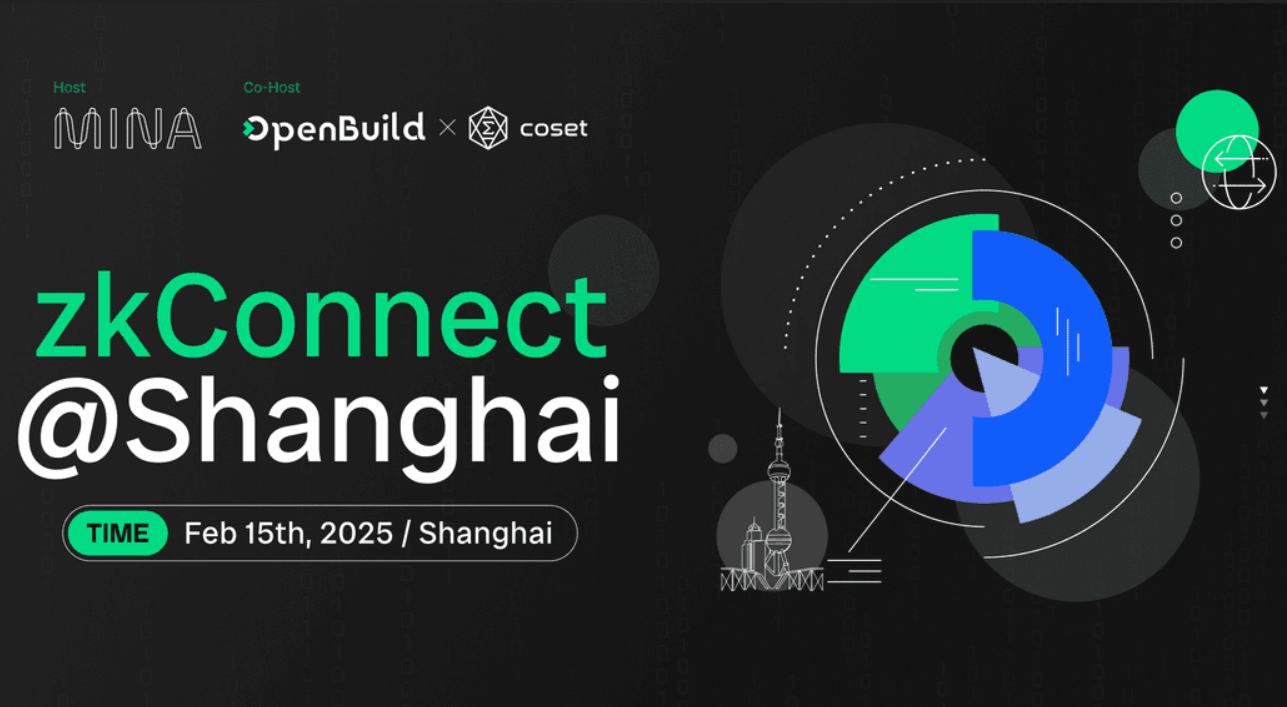 Host
MINA
Co-Host
OpenBuild × coset
zkConnect
@Shanghai
TIME Feb 15th, 2025 / Shanghai